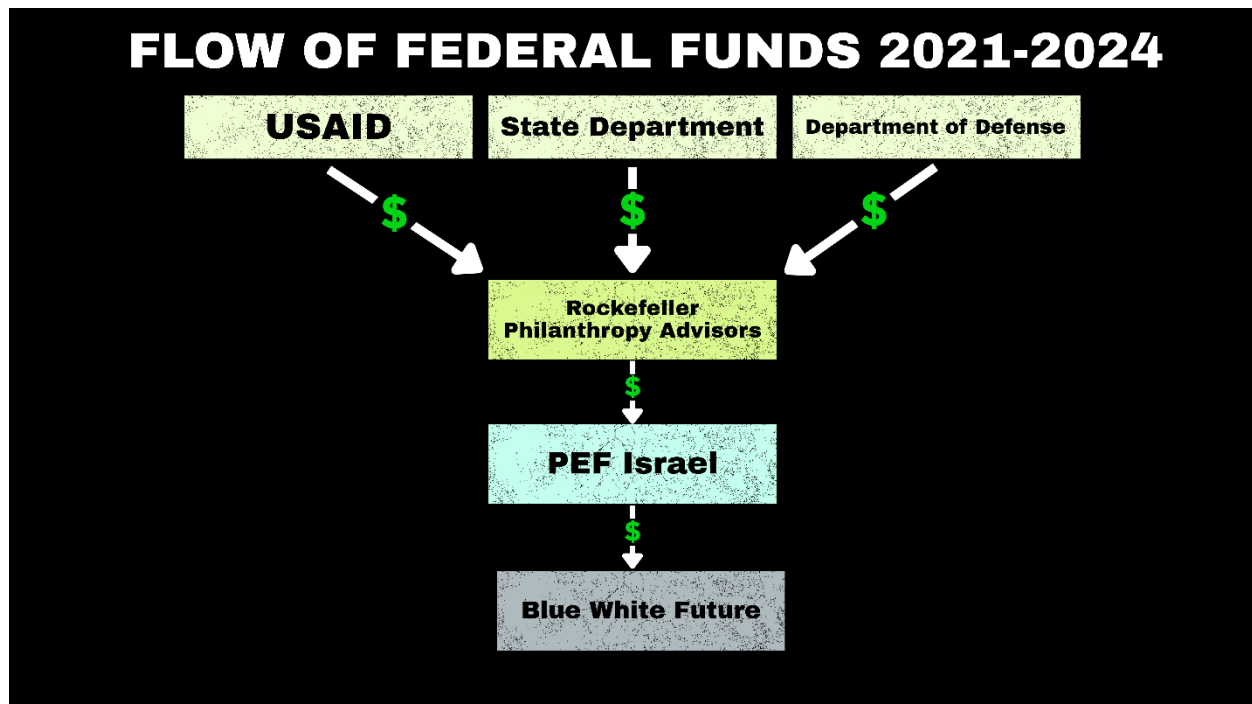 FLOW OF FEDERAL FUNDS 2021-2024
USAID
State Department
Department of Defense
$
$
$
Rockefeller
Philanthropy Advisors
$
PEF Israel
$
Blue White Future